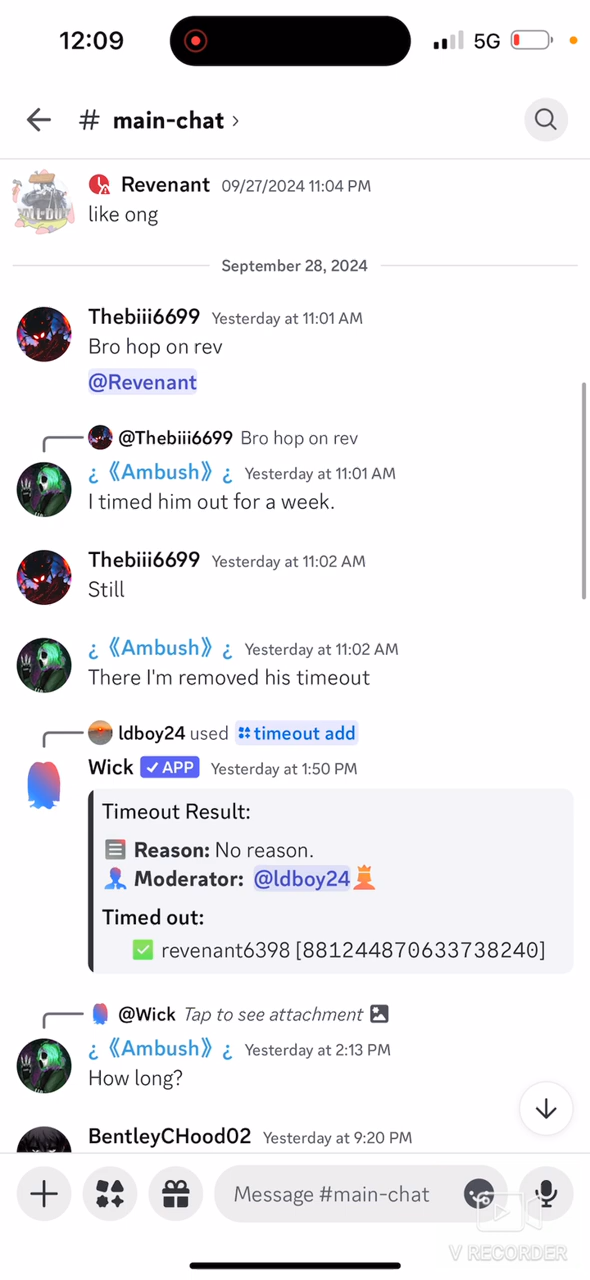 12:09
5G
# main-chat ›
Revenant 09/27/2024 11:04 PM
like ong
September 28, 2024
Thebiii6699 Yesterday at 11:01 AM
Bro hop on rev
@Revenant
@Thebiii6699 Bro hop on rev
¿《Ambush》¿ Yesterday at 11:01 AM
I timed him out for a week.
Thebiii6699 Yesterday at 11:02 AM
Still
¿《Ambush》¿ Yesterday at 11:02 AM
There I'm removed his timeout
ldboy24 used timeout add
Wick ✓ APP Yesterday at 1:50 PM
Timeout Result:
Reason: No reason.
Moderator: @ldboy24
Timed out:
revenant6398 [881244870633738240]
@Wick Tap to see attachment
¿《Ambush》¿ Yesterday at 2:13 PM
How long?
BentleyCHood02 Yesterday at 9:20 PM
Message #main-chat
V RECORDER